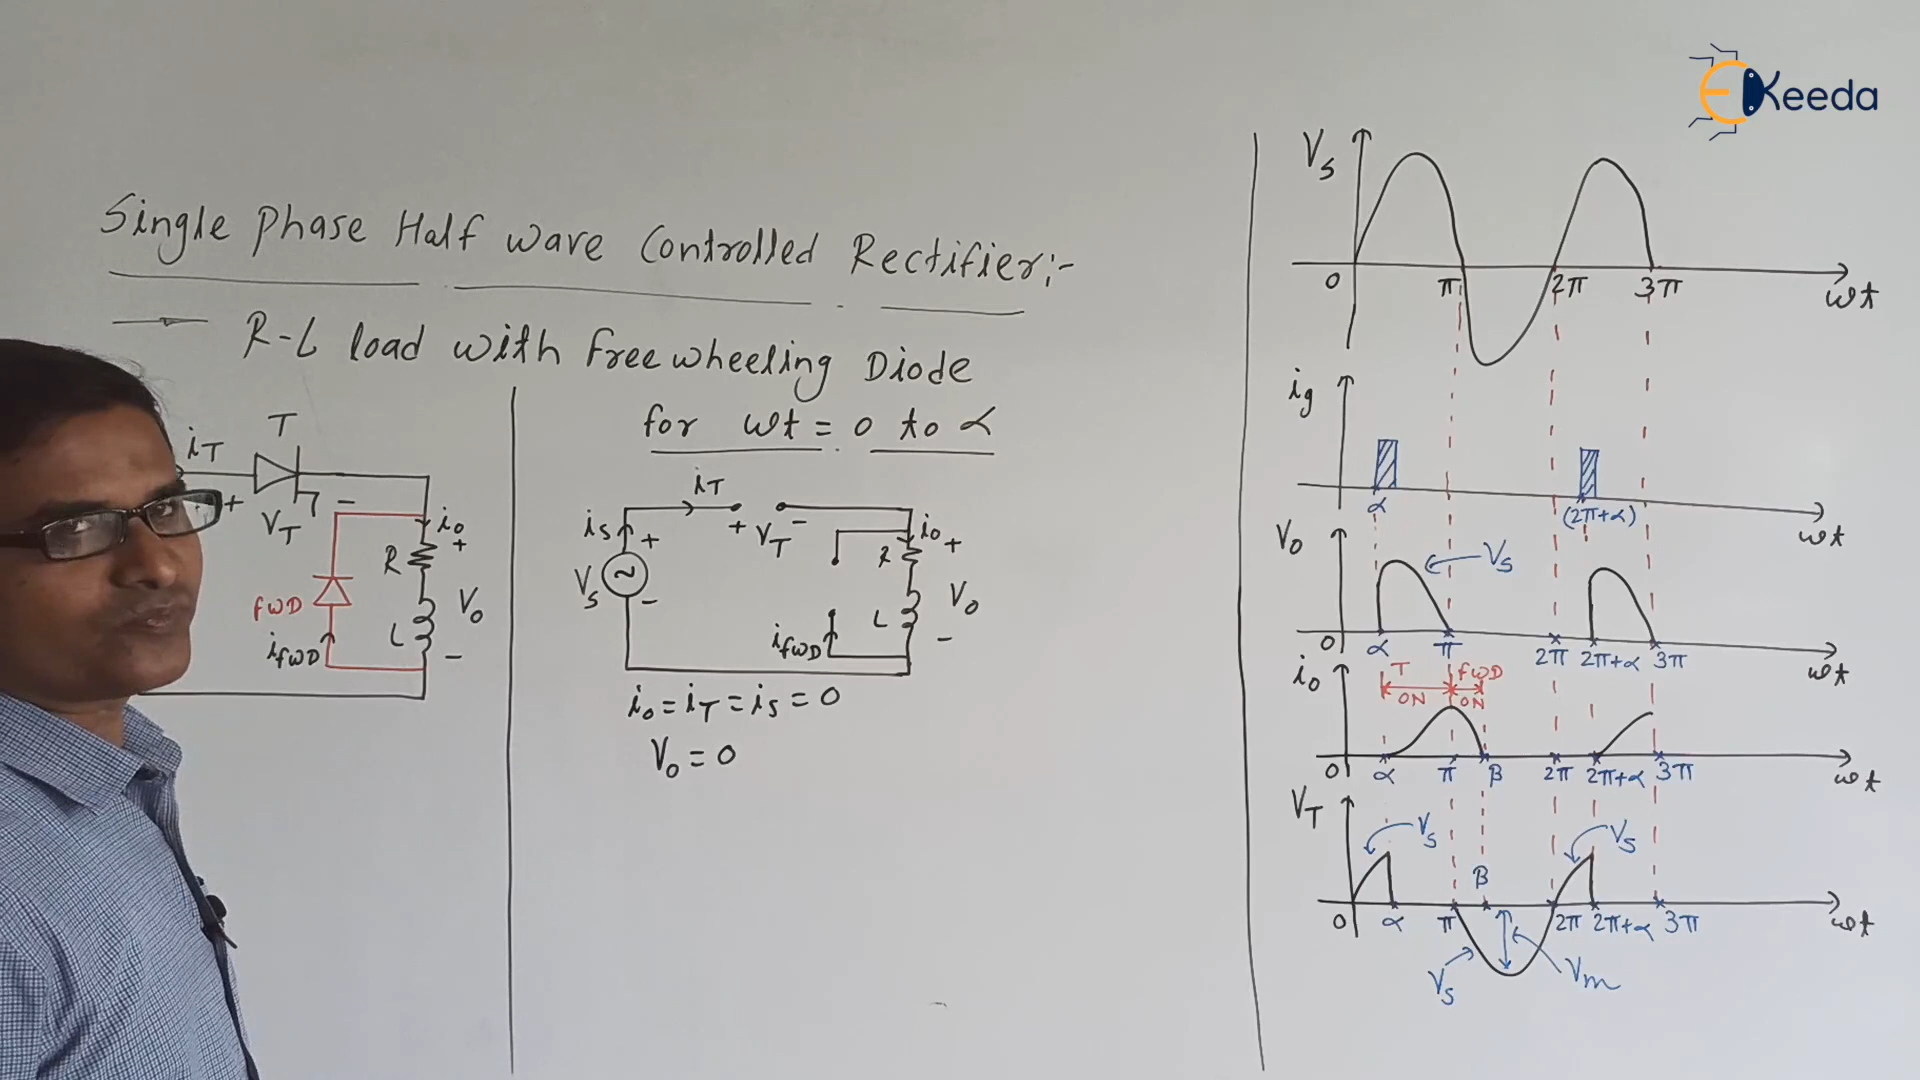 EKeeda
Single Phase Half wave Controlled Rectifier:-
→ R-L load with freewheeling Diode
iT
T
+ VT -
io
+
R
FWD
L
Vo
ifWD
-
for ωt = 0 to α
iT
is
+
+ VT -
io +
R
Vs
-
L
Vo
ifWD
-
io = iT = is = 0
Vo = 0
Vs
0 π 2π 3π ωt
ig
α (2π+α) ωt
Vo
Vs
0 α π 2π 2π+α 3π ωt
io
T FWD
ON ON
0 α π β 2π 2π+α 3π ωt
VT
Vs Vs
β
0 α π 2π 2π+α 3π ωt
Vs Vm